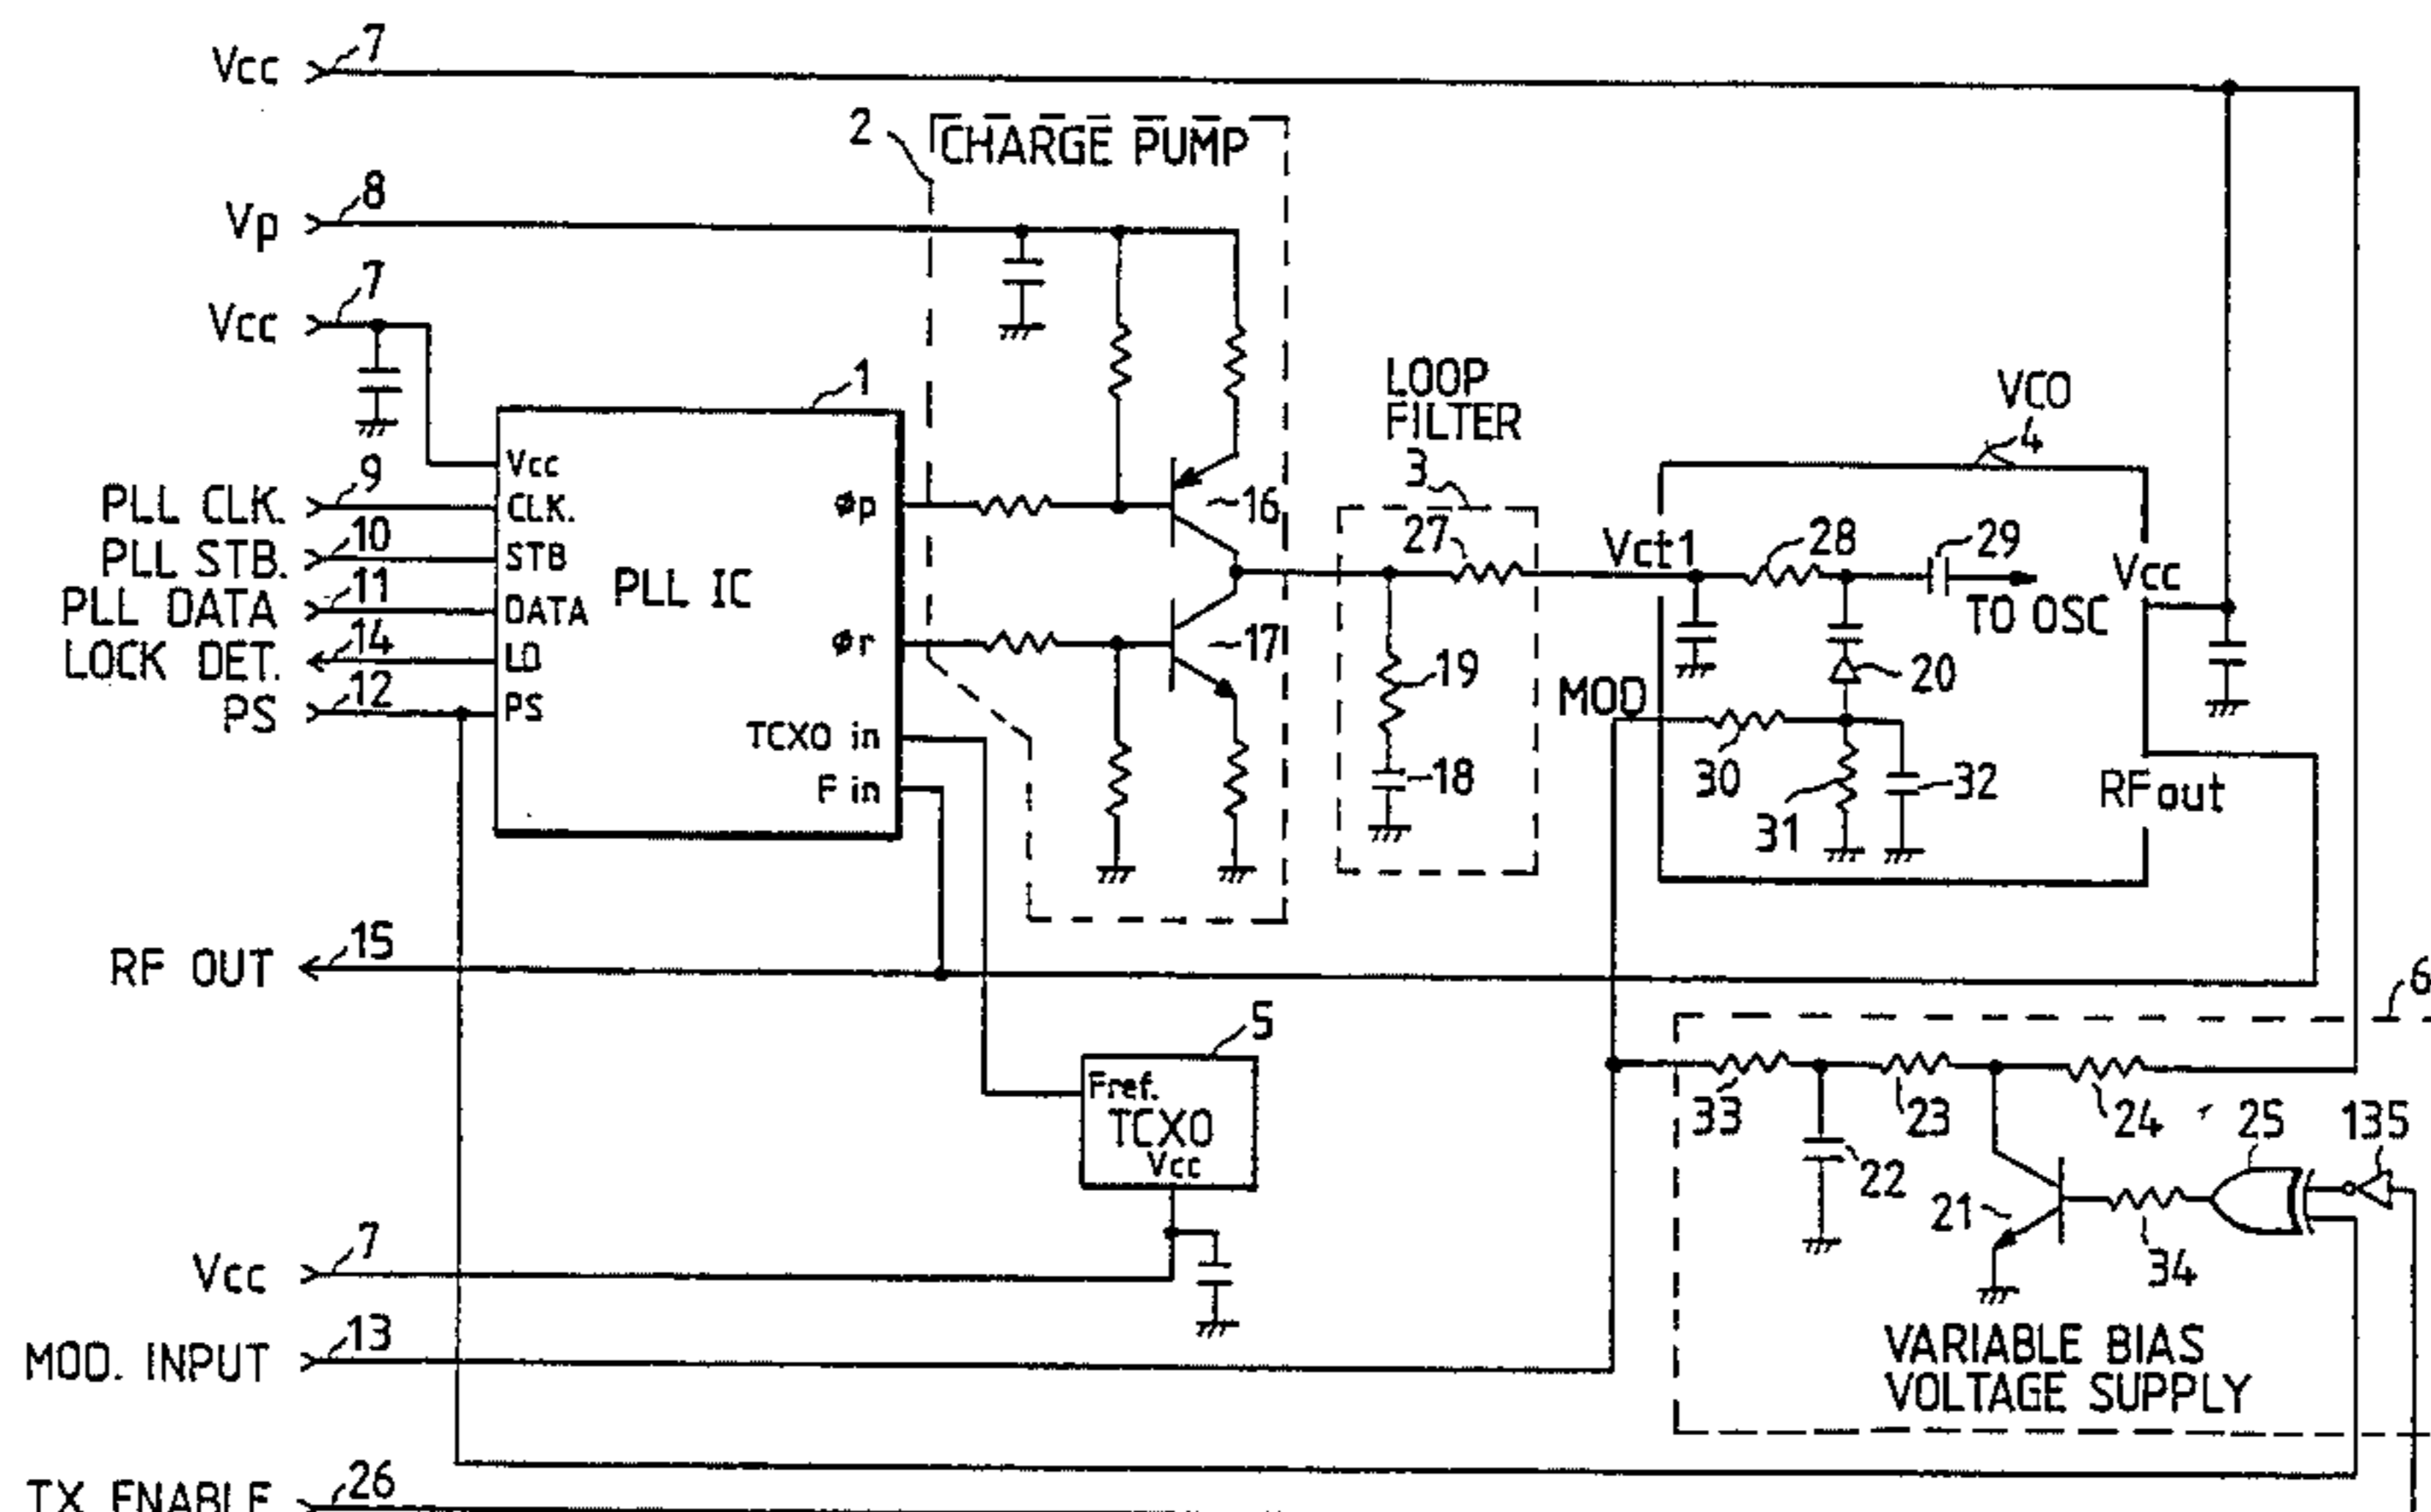 Vcc 7
CHARGE PUMP
2
Vp 8
Vcc 7
1
LOOP
FILTER
3
VCO
4
Vcc
PLL CLK. 9 CLK.
PLL STB. 10 STB
PLL DATA 11 DATA
LOCK DET. 14 LD
PS 12 PS
PLL IC
øp
ør
TCXO in
F in
16
17
27
19
18
Vct1
28
29
TO OSC
Vcc
20
MOD
30
31
32
RFout
RF OUT 15
5
Fref.
TCXO
Vcc
6
33
23
24
25
135
22
21
34
VARIABLE BIAS
VOLTAGE SUPPLY
Vcc 7
MOD. INPUT 13
TX ENABLE 26